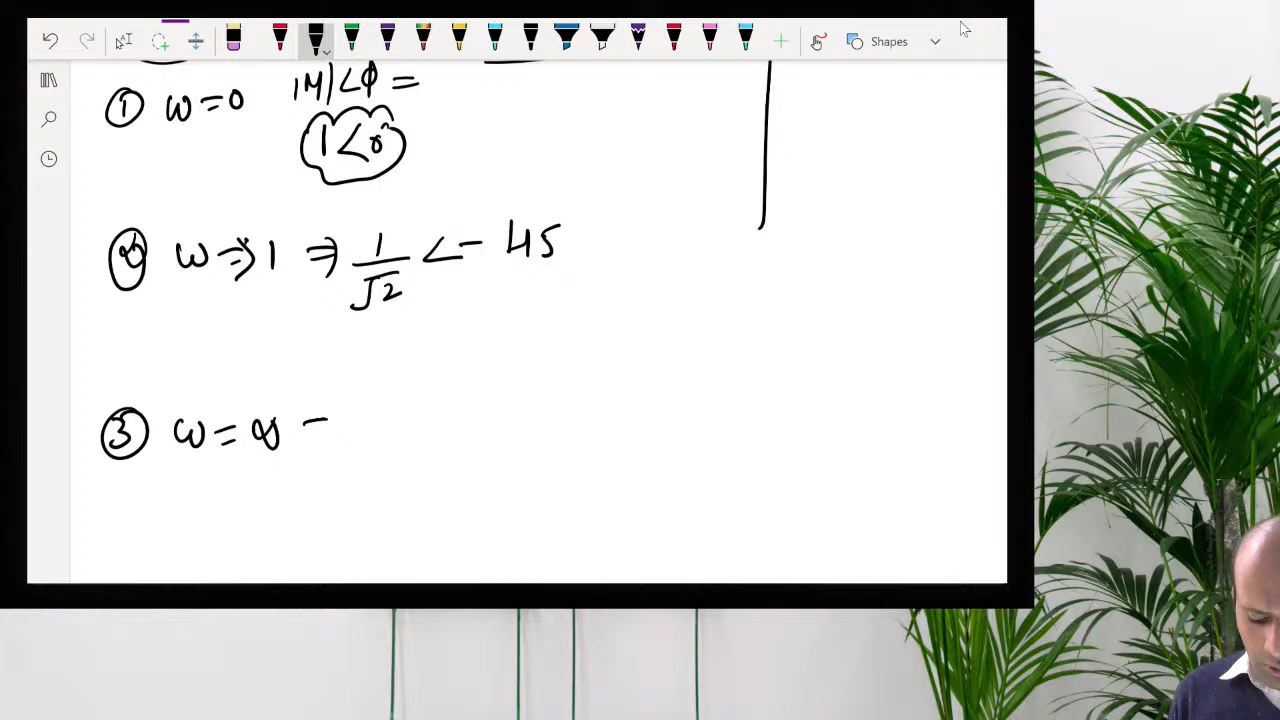 Shapes
① ω=0 |M|∠φ =
1∠0°
② ω⇒1 ⇒ 1/√2 ∠- 45
③ ω = ∞ -